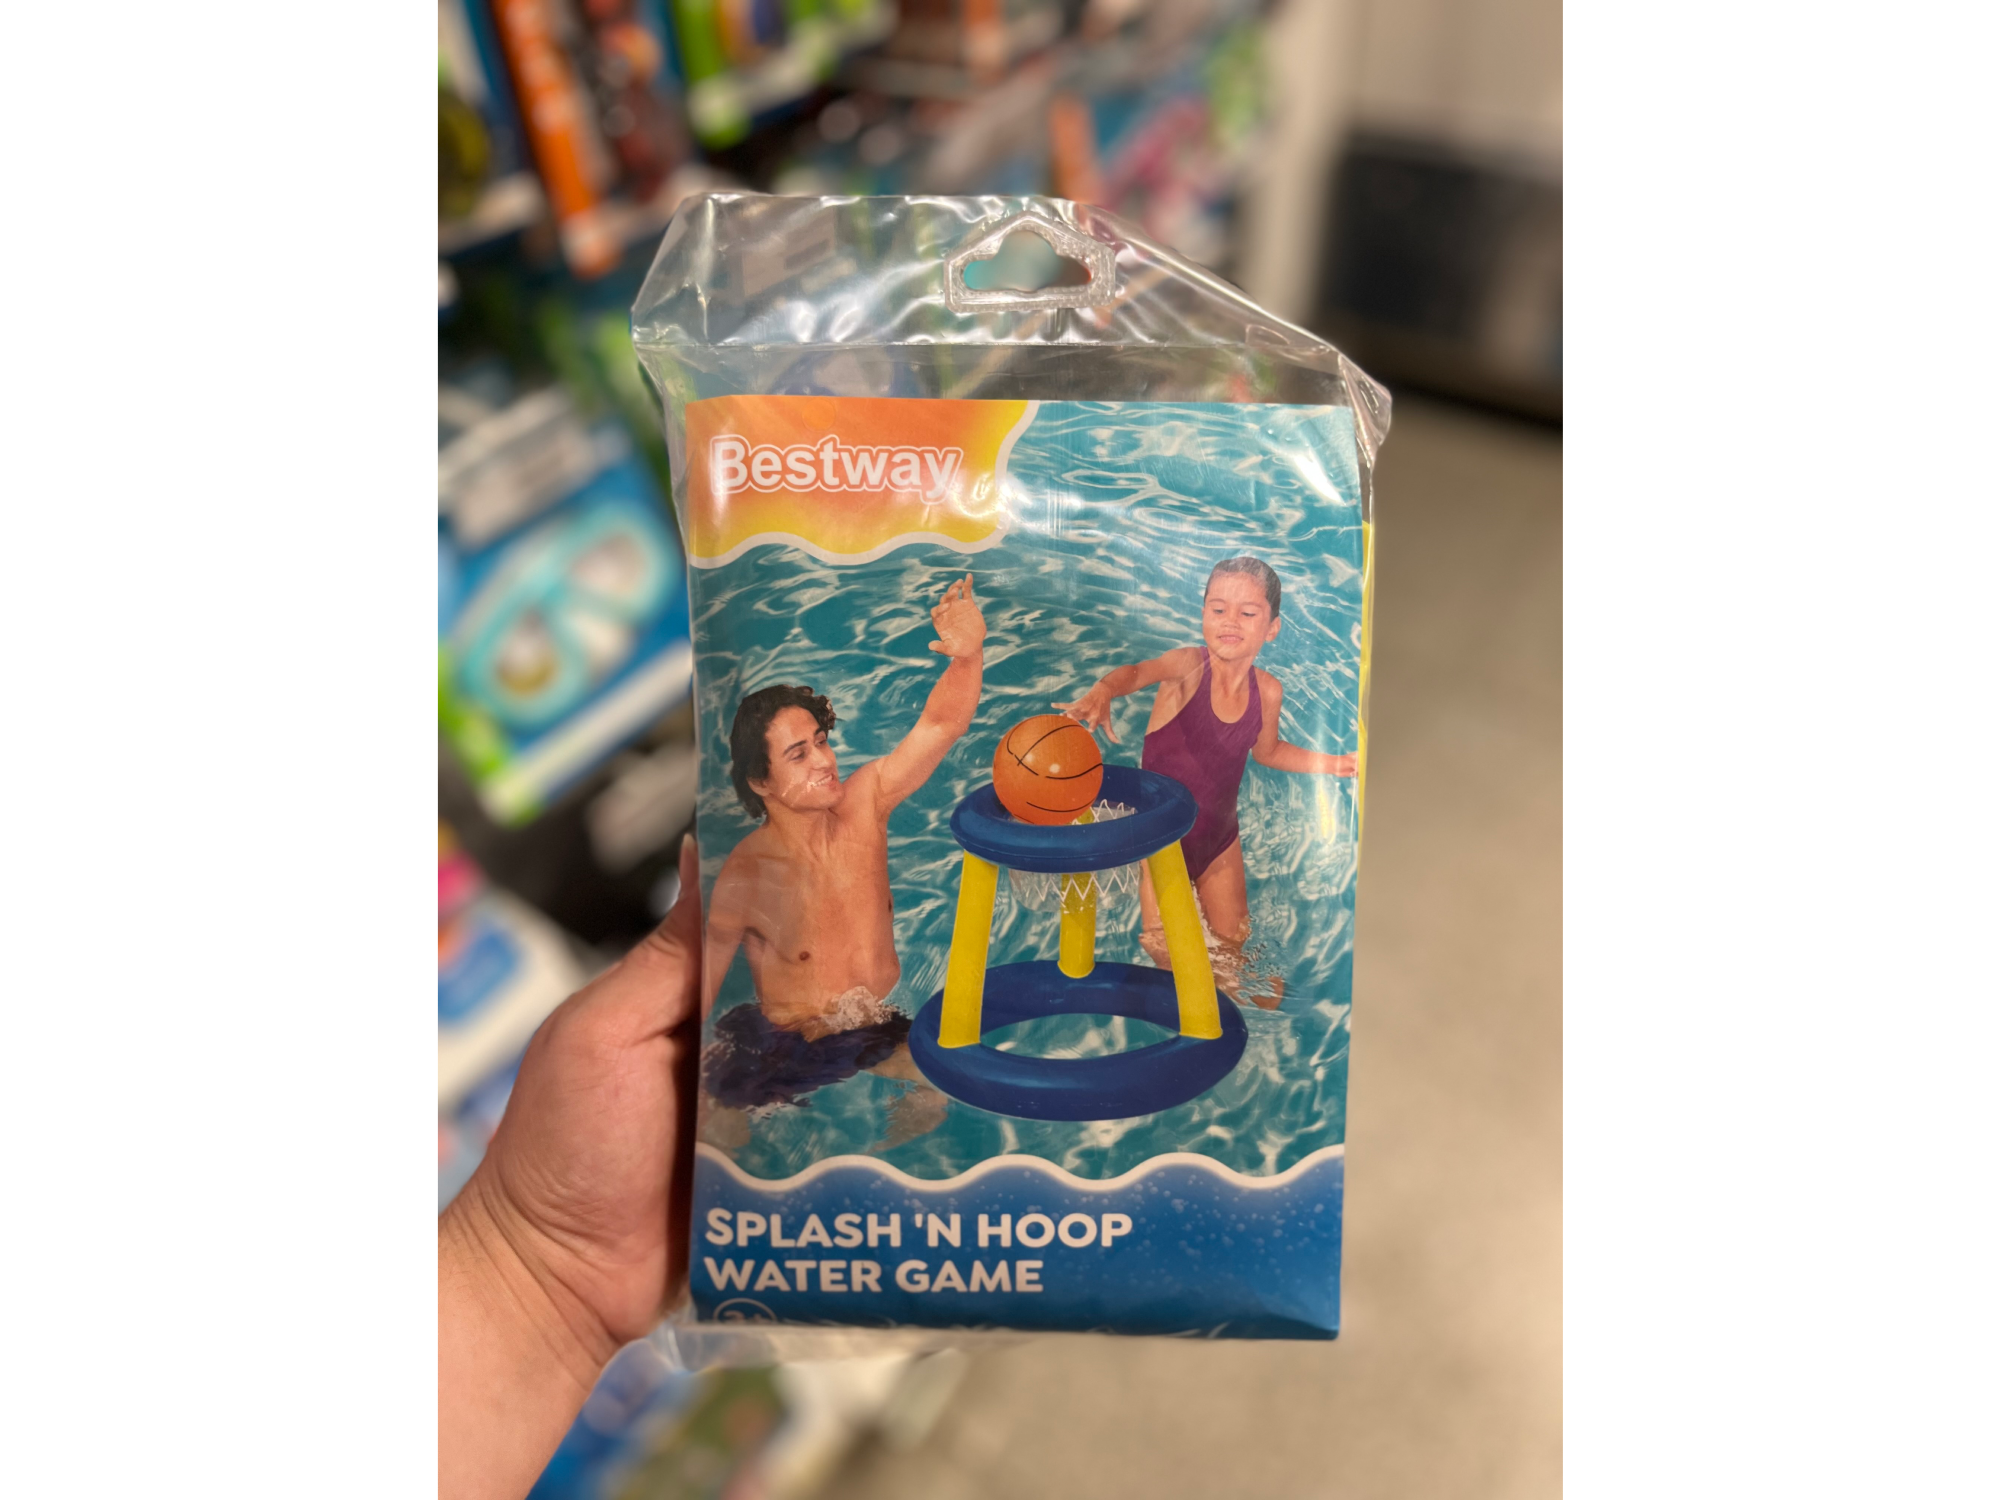 Bestway
SPLASH 'N HOOP
WATER GAME